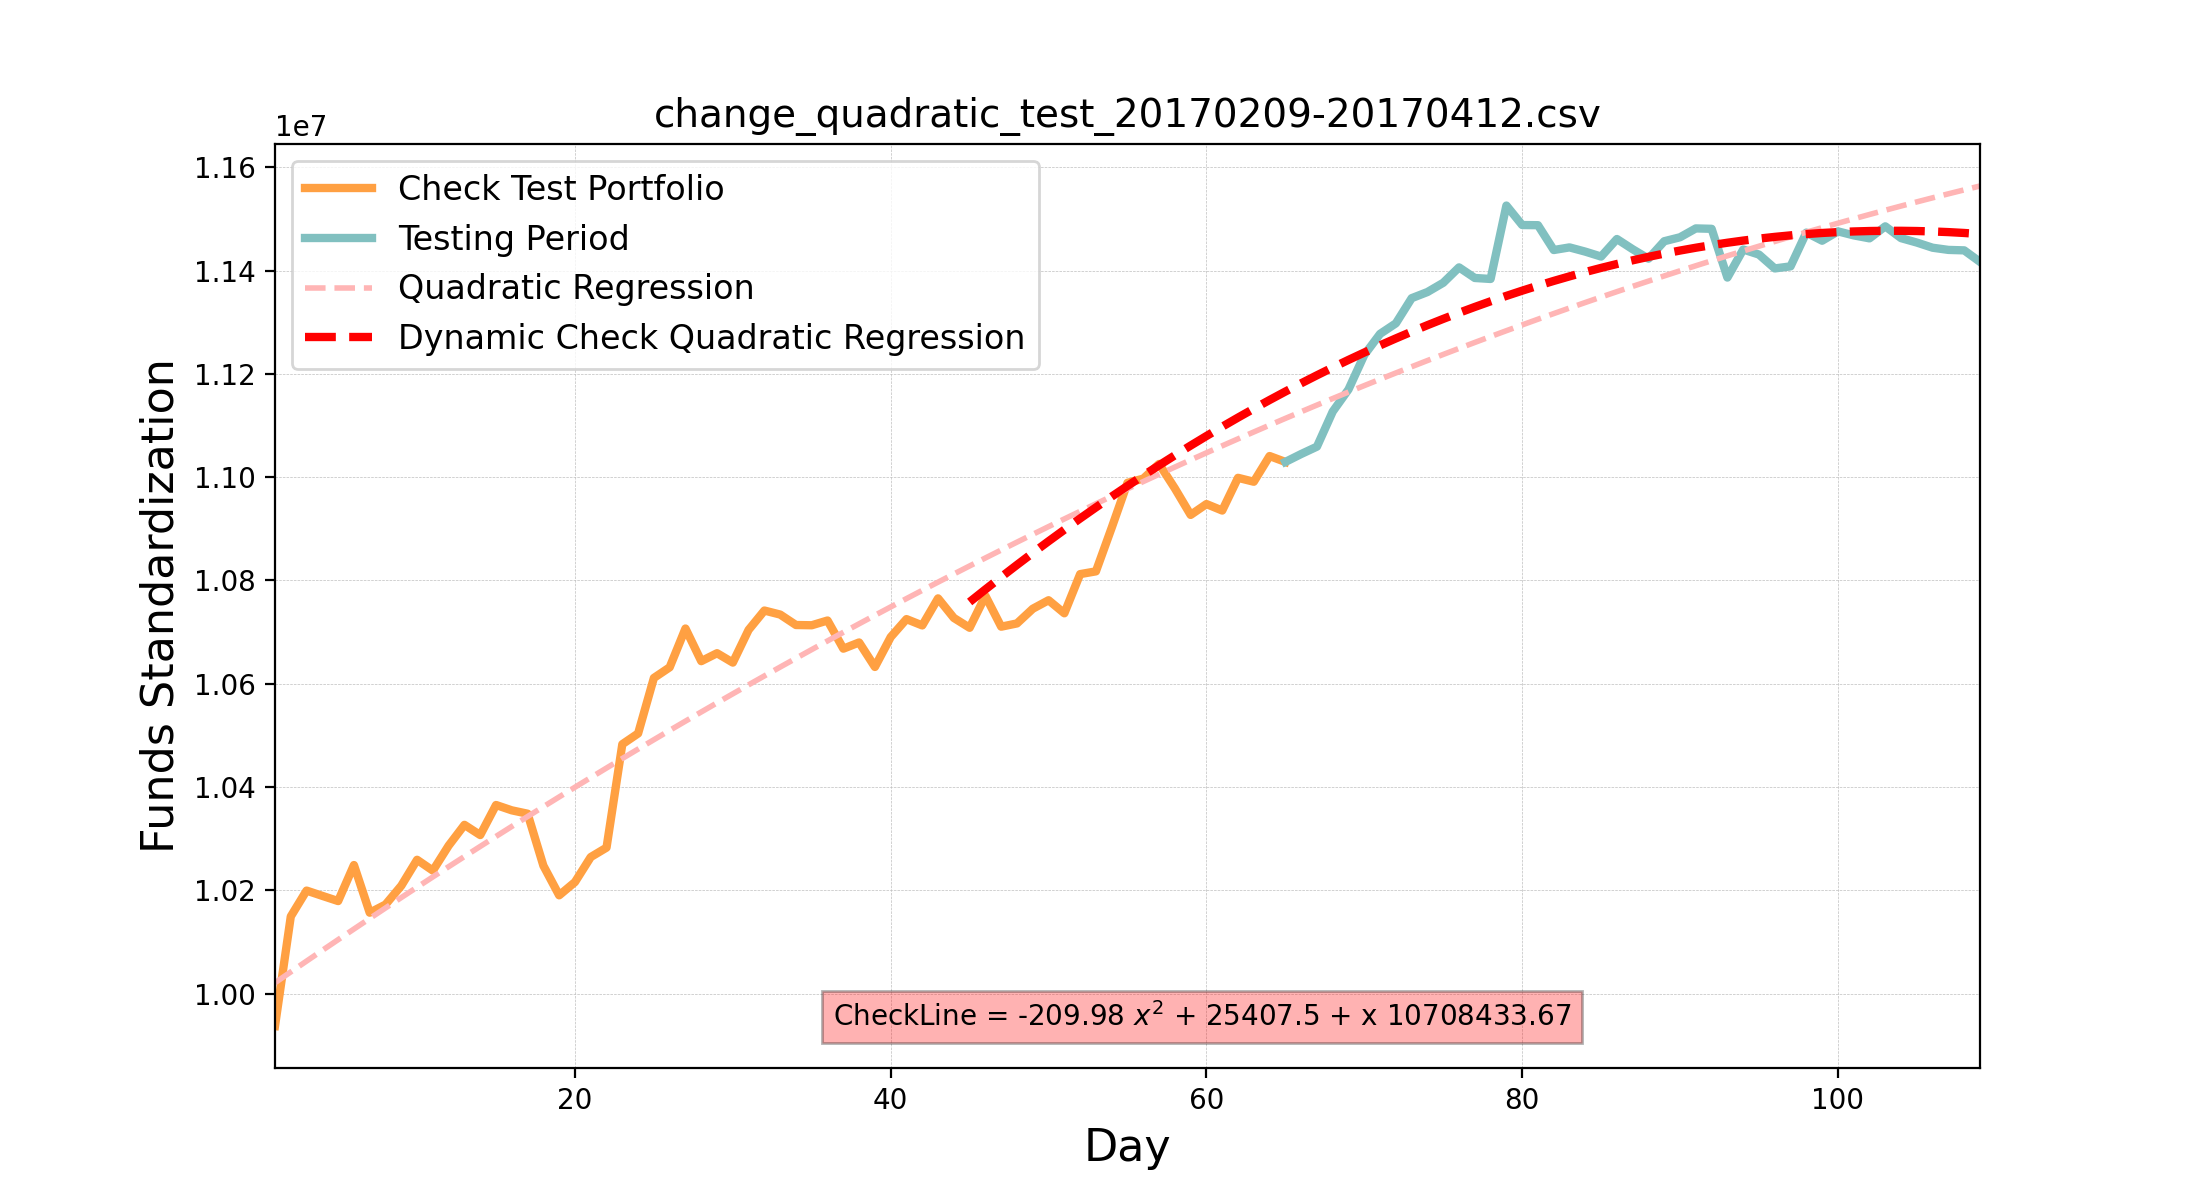 change_quadratic_test_20170209-20170412.csv
1e7
1.16
1.14
1.12
1.10
1.08
1.06
1.04
1.02
1.00
Funds Standardization
Check Test Portfolio
Testing Period
Quadratic Regression
Dynamic Check Quadratic Regression
CheckLine = -209.98 x² + 25407.5 + x 10708433.67
20 40 60 80 100
Day